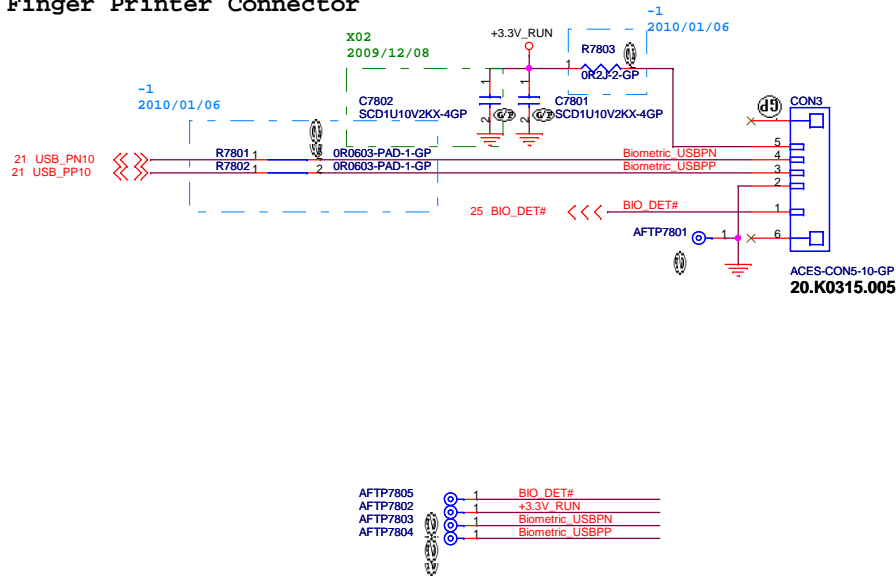 Finger Printer Connector
-1
2010/01/06
X02
2009/12/08
+3.3V_RUN
R7803
1
0R2J-2-GP
C7802
SCD1U10V2KX-4GP
C7801
SCD1U10V2KX-4GP
1
2
1
2
-1
2010/01/06
GP
CON3
21 USB_PN10
21 USB_PP10
R7801
1
2
0R0603-PAD-1-GP
R7802
1
2
0R0603-PAD-1-GP
Biometric_USBPN
Biometric_USBPP
5
4
3
2
1
6
25 BIO_DET#
BIO_DET#
AFTP7801
1
ACES-CON5-10-GP
20.K0315.005
AFTP7805
1
BIO_DET#
AFTP7802
1
+3.3V_RUN
AFTP7803
1
Biometric_USBPN
AFTP7804
1
Biometric_USBPP